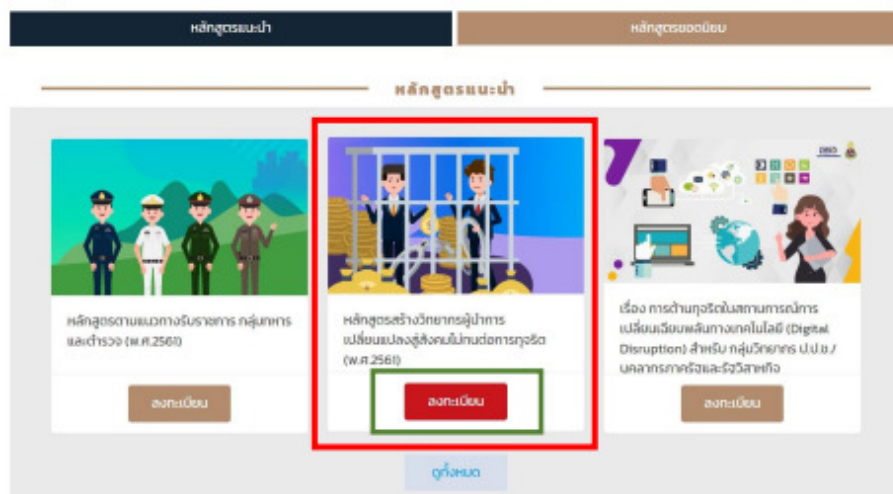 หลักสูตรแนะนำ
หลักสูตรยอดนิยม
หลักสูตรแนะนำ
หลักสูตรตามแนวทางรับราชการ กลุ่มทหาร
และตำรวจ (พ.ศ.2561)
ลงทะเบียน
หลักสูตรสร้างวิทยากรผู้นำการ
เปลี่ยนแปลงสู่สังคมไม่ทนต่อการทุจริต
(พ.ศ.2561)
ลงทะเบียน
เรื่อง การต้านทุจริตในสถานการณ์การ
เปลี่ยนเฉียบพลันทางเทคโนโลยี (Digital
Disruption) สำหรับ กลุ่มวิทยากร ป.ป.ช./
บุคลากรภาครัฐและรัฐวิสาหกิจ
ลงทะเบียน
ดูทั้งหมด